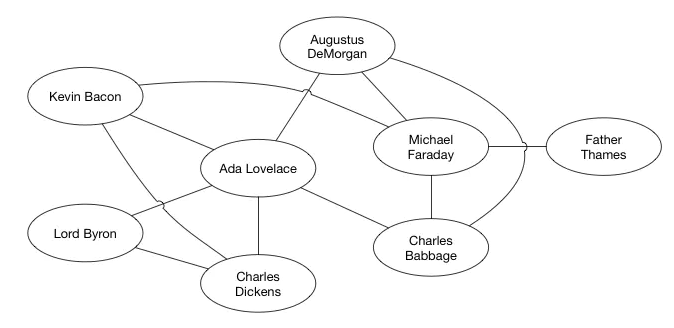 Augustus
DeMorgan
Kevin Bacon
Michael
Faraday
Father
Thames
Ada Lovelace
Lord Byron
Charles
Babbage
Charles
Dickens